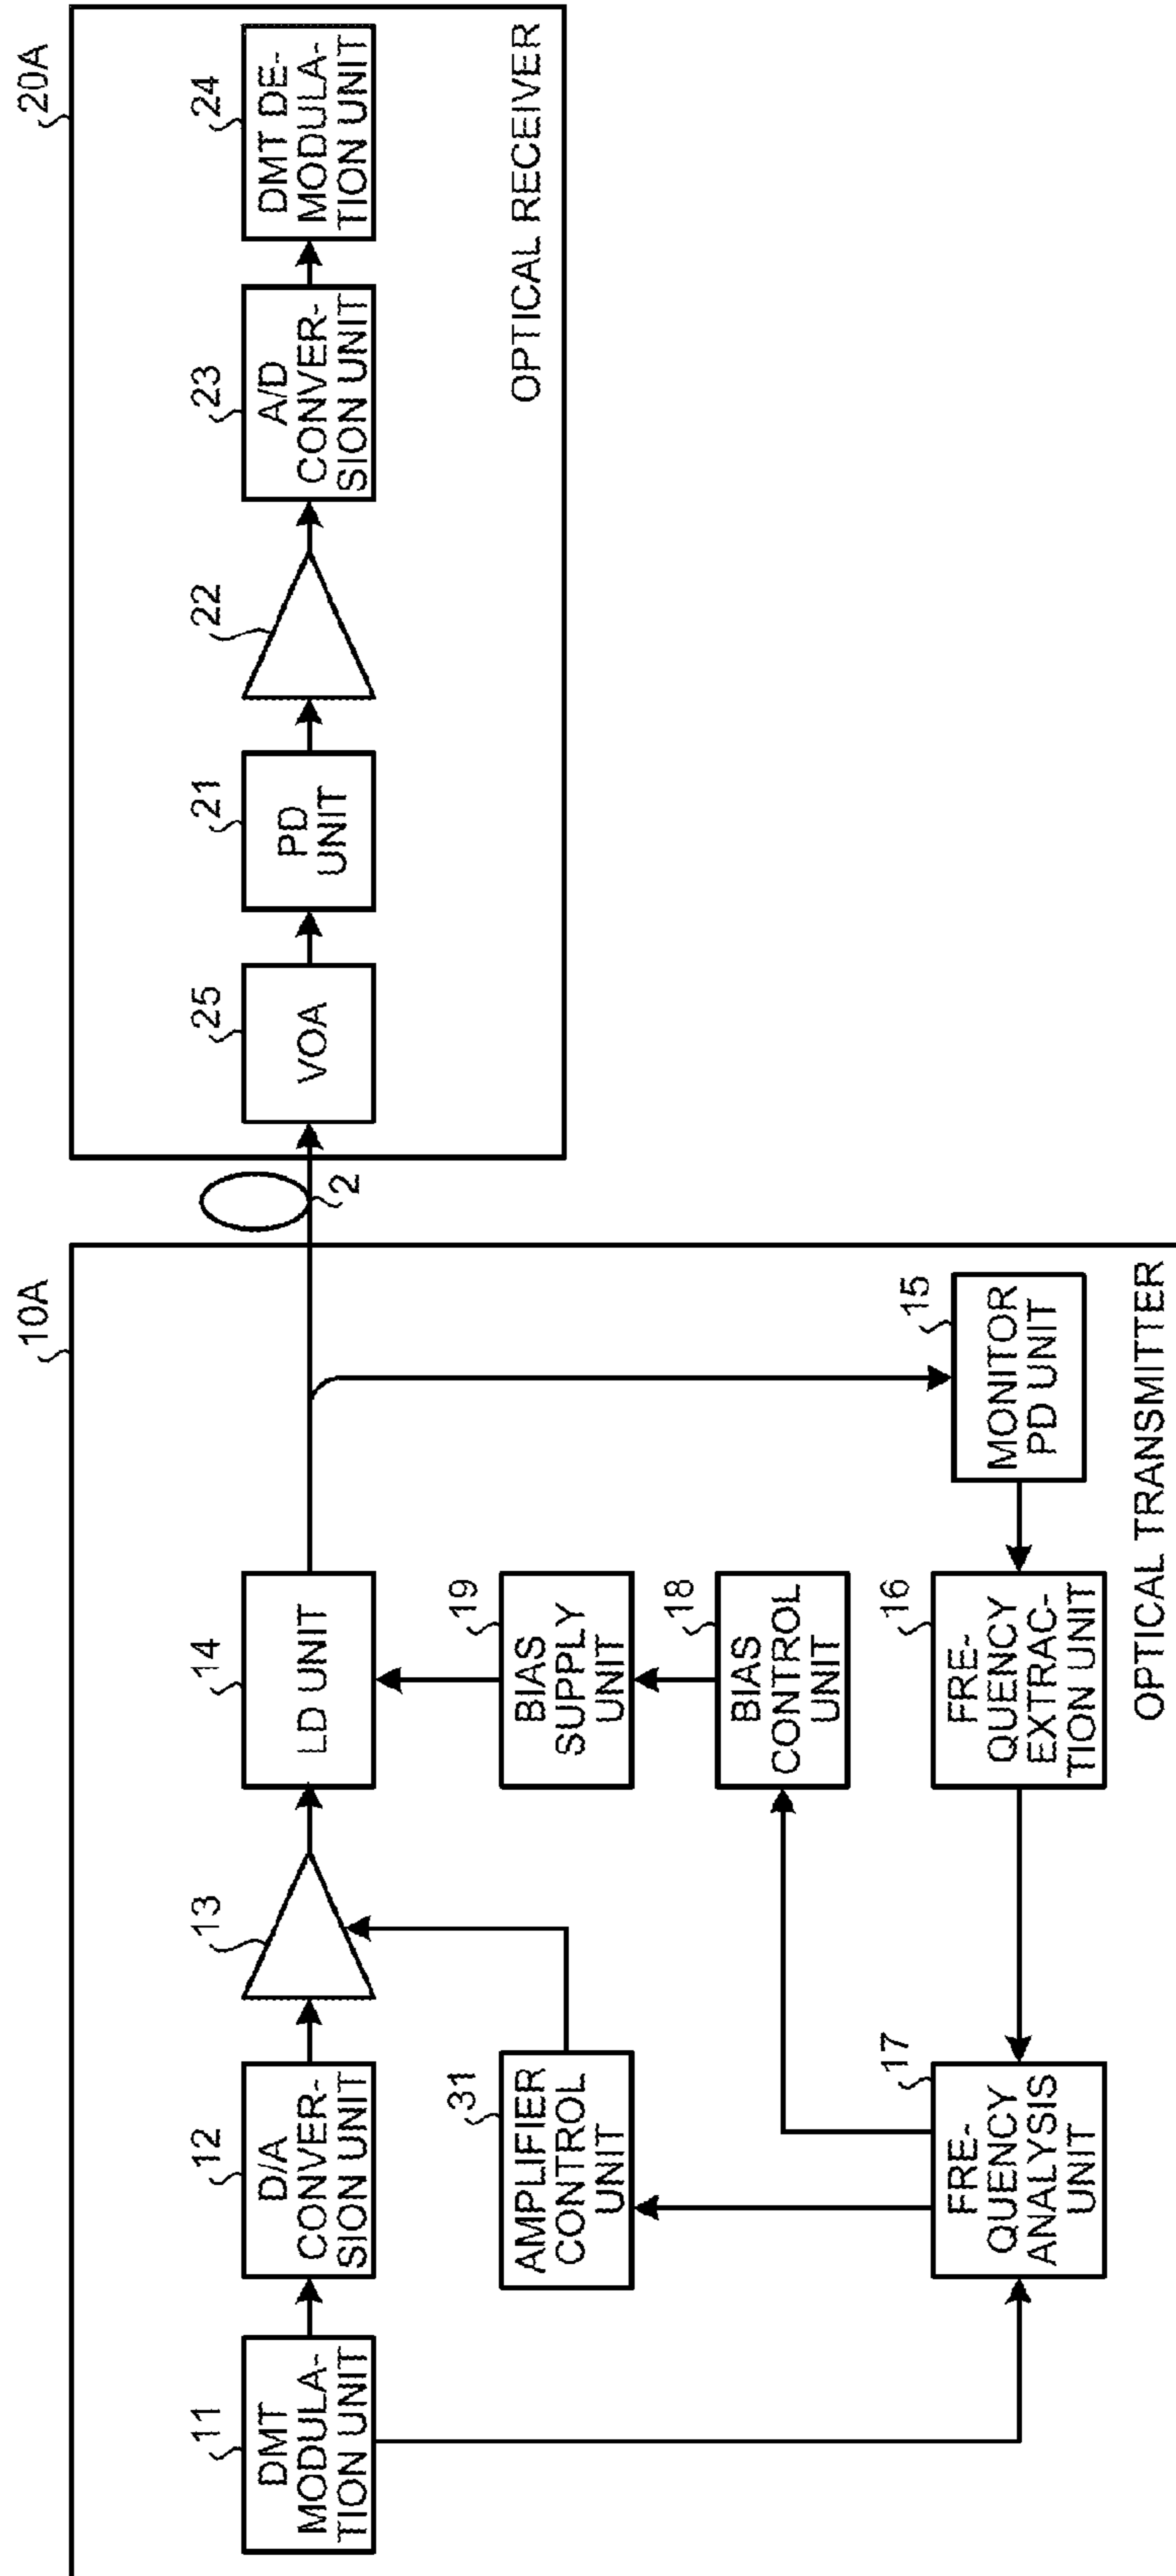 10A
11
DMT
MODULA-
TION UNIT
12
D/A
CONVER-
SION UNIT
13
14
LD UNIT
31
AMPLIFIER
CONTROL
UNIT
19
BIAS
SUPPLY
UNIT
18
BIAS
CONTROL
UNIT
17
FRE-
QUENCY
ANALYSIS
UNIT
16
FRE-
QUENCY
EXTRAC-
TION UNIT
15
MONITOR
PD UNIT
OPTICAL TRANSMITTER
2
20A
25
VOA
21
PD
UNIT
22
23
A/D
CONVER-
SION UNIT
24
DMT DE-
MODULA-
TION UNIT
OPTICAL RECEIVER